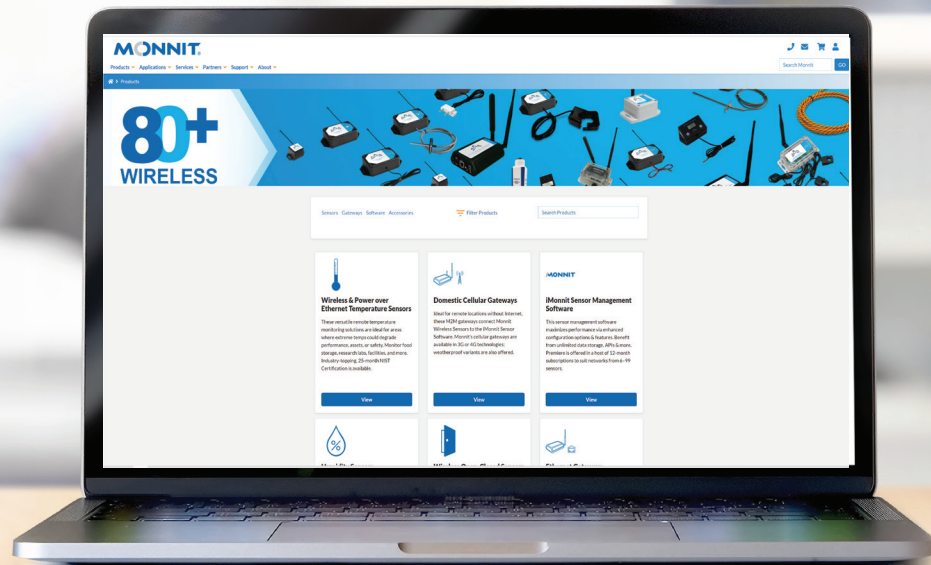 MONNIT
Products Applications Services Partners Support About
Search Monnit GO
Products
80+
WIRELESS
Sensors Gateways Software Accessories Filter Products Search Products
Wireless & Power over
Ethernet Temperature Sensors
These versatile remote temperature
monitoring solutions are ideal for areas
where extreme temps could degrade
performance, assets, or safety. Monitor food
storage, research labs, facilities, and more.
Industry-topping, 25-month NIST
Certification is available.
View
Domestic Cellular Gateways
Ideal for remote locations without Internet,
these M2M gateways connect Monnit
Wireless Sensors to the iMonnit Sensor
Software. Monnit's cellular gateways are
available in 3G or 4G technologies;
weatherproof variants are also offered.
View
MONNIT
iMonnit Sensor Management
Software
This sensor management software
maximizes performance via enhanced
configuration options & features. Benefit
from unlimited data storage, APIs & more.
Premiere is offered in a host of 12-month
subscriptions to suit networks from 6–99
sensors.
View
%